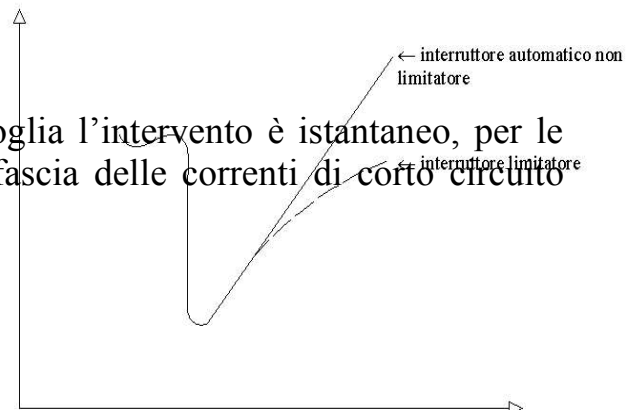 ← interruttore automatico non
limitatore
oglia l’intervento è istantaneo, per le
← interruttore limitatore
fascia delle correnti di corto circuito